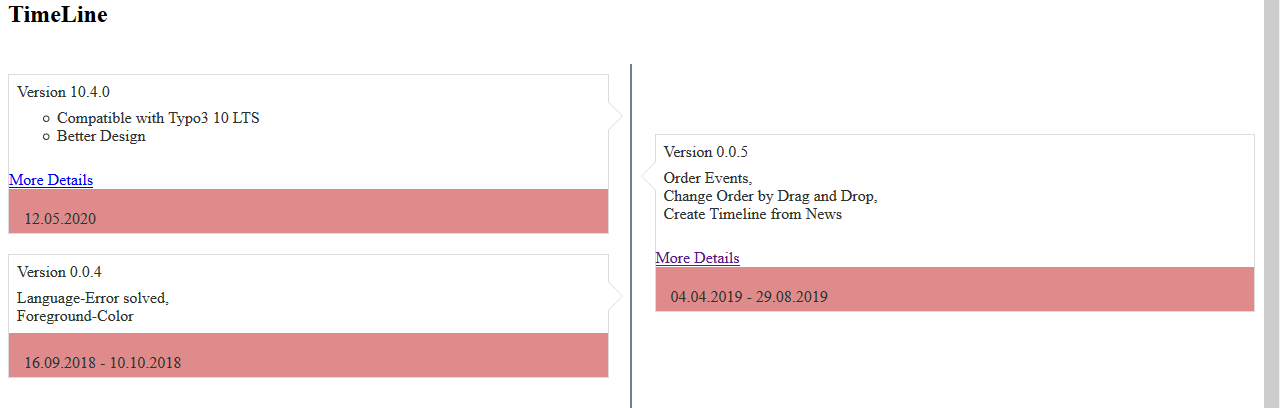 TimeLine
Version 10.4.0
Compatible with Typo3 10 LTS
Better Design
More Details
12.05.2020
Version 0.0.5
Order Events,
Change Order by Drag and Drop,
Create Timeline from News
More Details
04.04.2019 - 29.08.2019
Version 0.0.4
Language-Error solved,
Foreground-Color
16.09.2018 - 10.10.2018